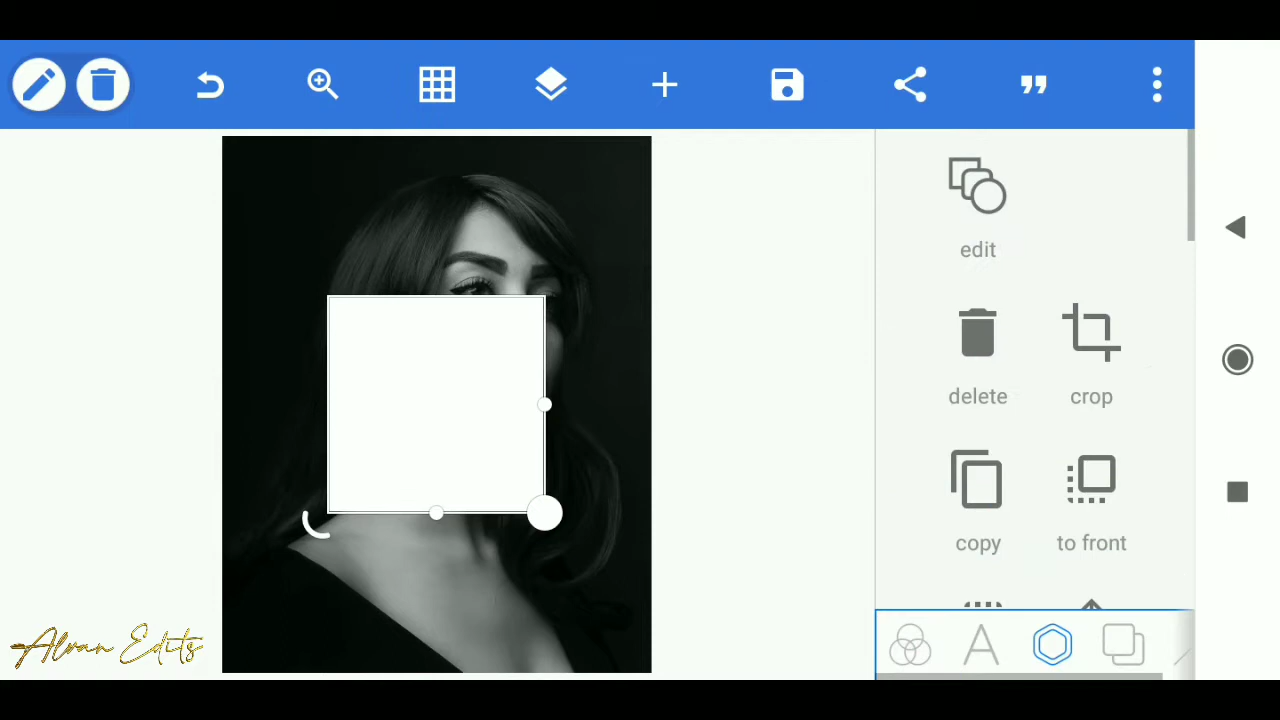 edit
delete
crop
copy
to front
Alvan Edits